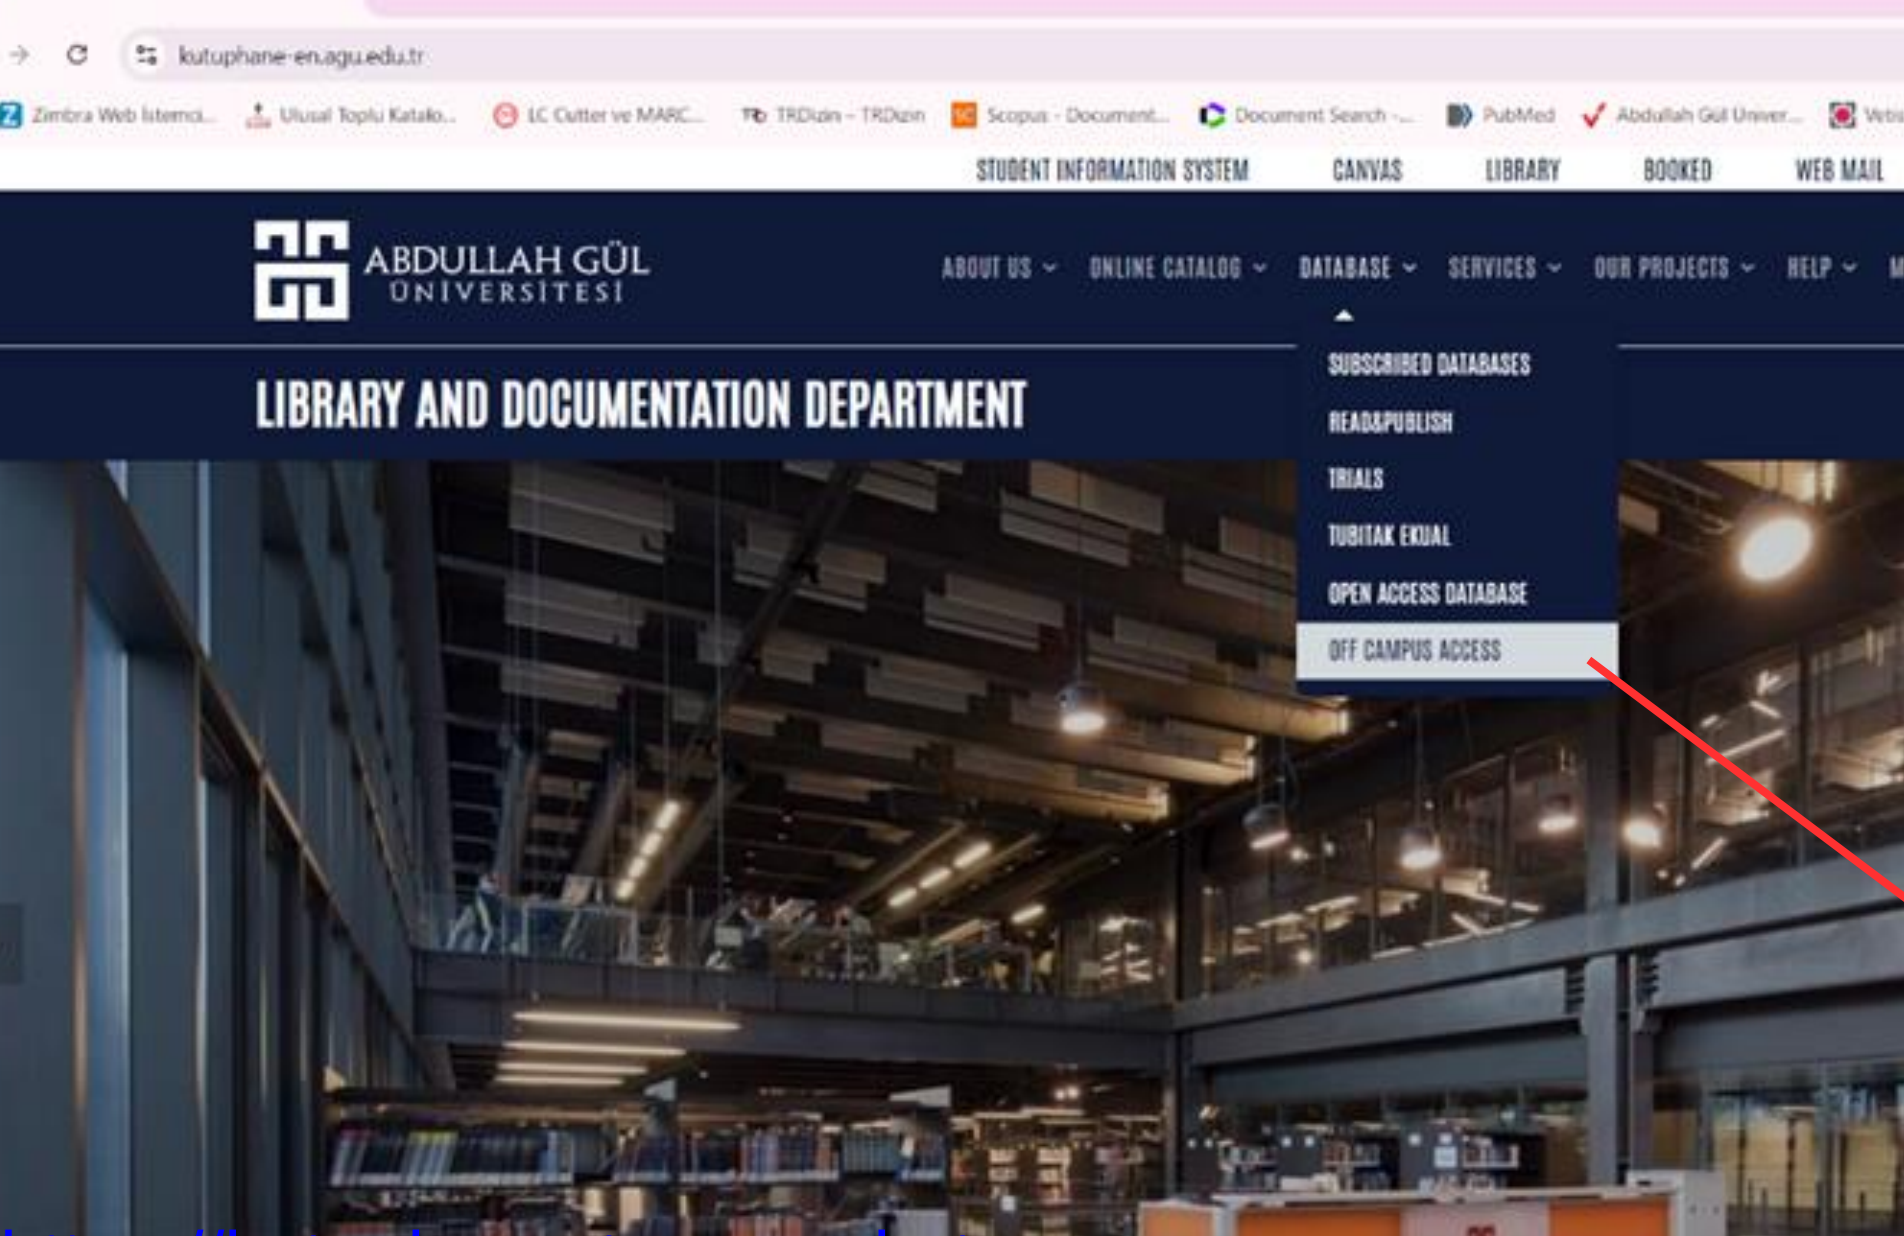 kutuphane-en.agu.edu.tr
Zimbra Web İstemci... Ulusal Toplu Katalo... LC Cutter ve MARC... TRDizin – TRDizin Scopus - Document... Document Search -... PubMed Abdullah Gül Üniver...
STUDENT INFORMATION SYSTEM CANVAS LIBRARY BOOKED WEB MAIL
ABDULLAH GÜL
ÜNİVERSİTESİ
ABOUT US ONLINE CATALOG DATABASE SERVICES OUR PROJECTS HELP
SUBSCRIBED DATABASES
LIBRARY AND DOCUMENTATION DEPARTMENT
READ&PUBLISH
TRIALS
TUBITAK EKUAL
OPEN ACCESS DATABASE
OFF CAMPUS ACCESS